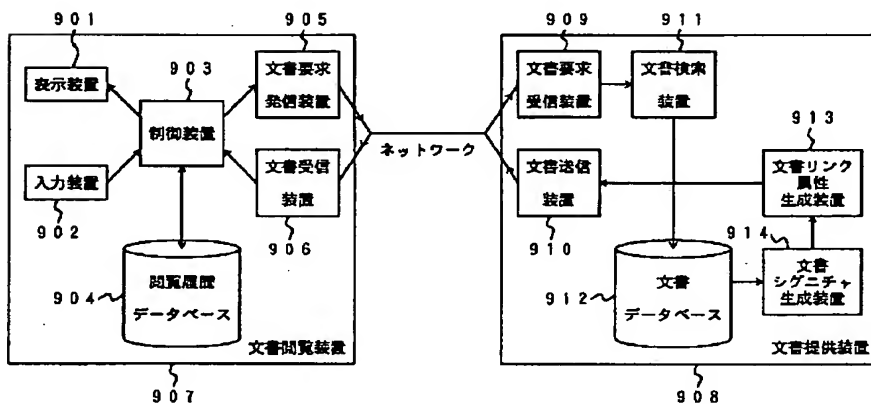 901
905
909
911
表示装置
903
文書要求
発信装置
文書要求
受信装置
文書検索
装置
制御装置
ネットワーク
913
入力装置
文書受信
装置
文書送信
装置
文書リンク
属性
生成装置
902
906
910
914
904
閲覧履歴
データベース
912
文書
データベース
文書
シグニチャ
生成装置
文書閲覧装置
文書提供装置
907
908